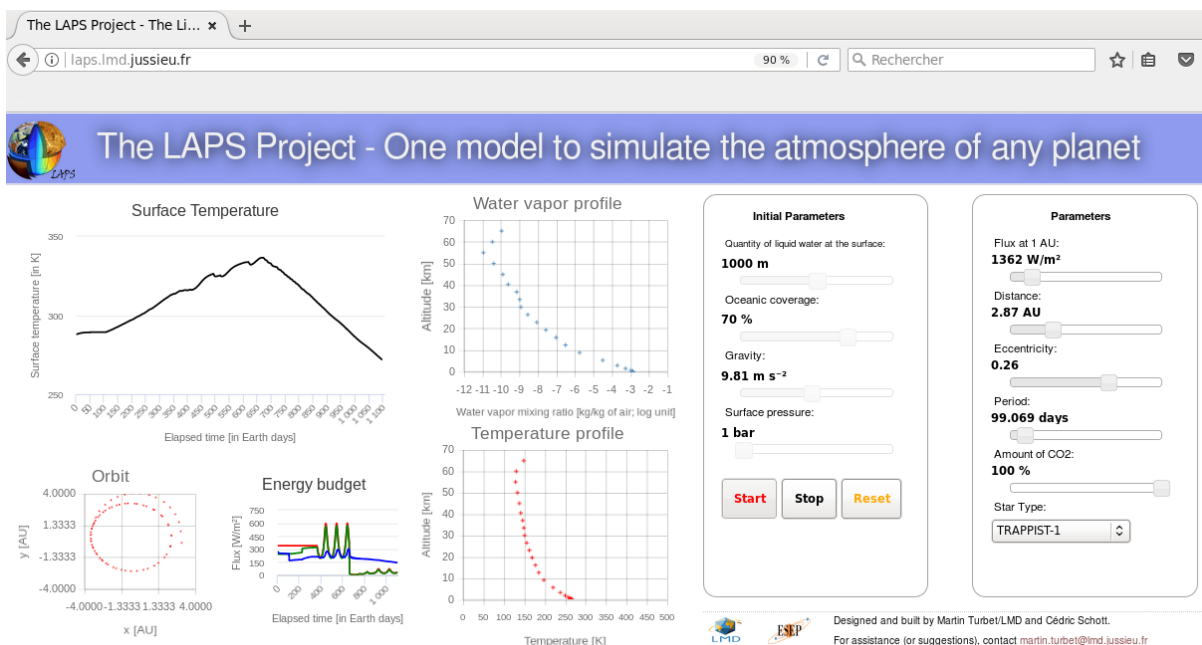 The LAPS Project - The Li... ×
+
laps.lmd.jussieu.fr
90 %
Rechercher
LAPS
The LAPS Project - One model to simulate the atmosphere of any planet
Surface Temperature
Surface temperature [in K]
350
300
250
0 50 100 150 200 250 300 350 400 450 500 550 600 650 700 750 800 850 900 950 1 000 1 050 1 100
Elapsed time [in Earth days]
Orbit
y [AU]
4.0000
1.3333
-1.3333
-4.0000
-4.0000 -1.3333 1.3333 4.0000
x [AU]
Energy budget
Flux [W/m²]
750
600
450
300
150
0
0 200 400 600 800 1 000
Elapsed time [in Earth days]
Water vapor profile
Altitude [km]
70
60
50
40
30
20
10
0
-12 -11 -10 -9 -8 -7 -6 -5 -4 -3 -2 -1
Water vapor mixing ratio [kg/kg of air; log unit]
Temperature profile
Altitude [km]
70
60
50
40
30
20
10
0
0 50 100 150 200 250 300 350 400 450 500
Temperature [K]
Initial Parameters
Quantity of liquid water at the surface:
1000 m
Oceanic coverage:
70 %
Gravity:
9.81 m s⁻²
Surface pressure:
1 bar
Start Stop Reset
Parameters
Flux at 1 AU:
1362 W/m²
Distance:
2.87 AU
Eccentricity:
0.26
Period:
99.069 days
Amount of CO2:
100 %
Star Type:
TRAPPIST-1
LMD
ESEP
Designed and built by Martin Turbet/LMD and Cédric Schott.
For assistance (or suggestions), contact martin.turbet@lmd.jussieu.fr